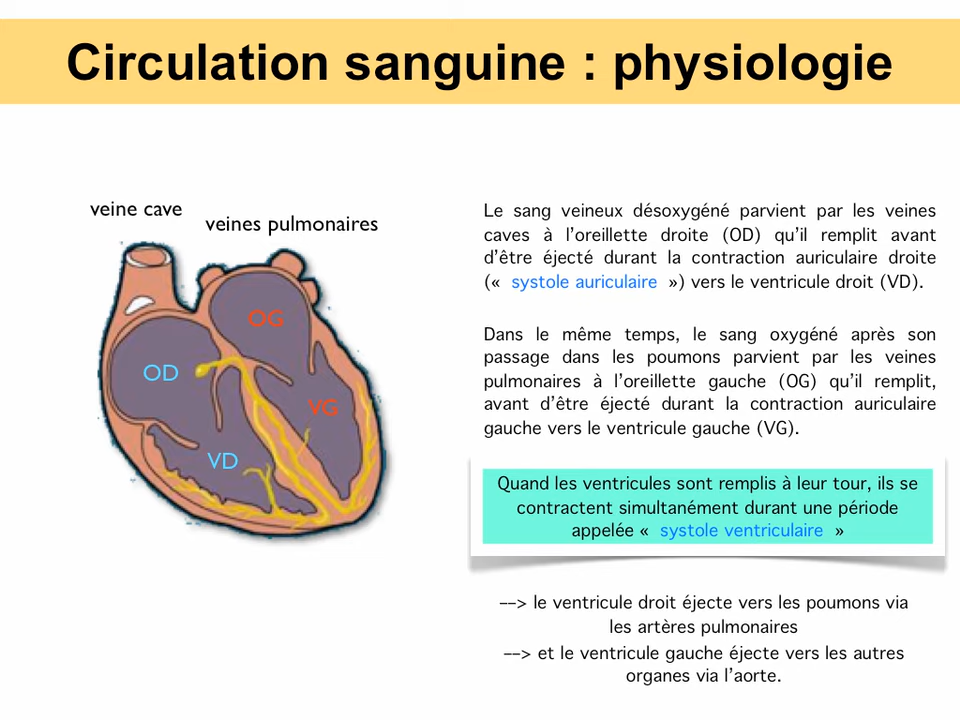 Circulation sanguine : physiologie
veine cave
veines pulmonaires
OG
OD
VG
VD
Le sang veineux désoxygéné parvient par les veines
caves à l'oreillette droite (OD) qu'il remplit avant
d'être éjecté durant la contraction auriculaire droite
(« systole auriculaire ») vers le ventricule droit (VD).
Dans le même temps, le sang oxygéné après son
passage dans les poumons parvient par les veines
pulmonaires à l'oreillette gauche (OG) qu'il remplit,
avant d'être éjecté durant la contraction auriculaire
gauche vers le ventricule gauche (VG).
Quand les ventricules sont remplis à leur tour, ils se
contractent simultanément durant une période
appelée « systole ventriculaire »
––> le ventricule droit éjecte vers les poumons via
les artères pulmonaires
––> et le ventricule gauche éjecte vers les autres
organes via l'aorte.